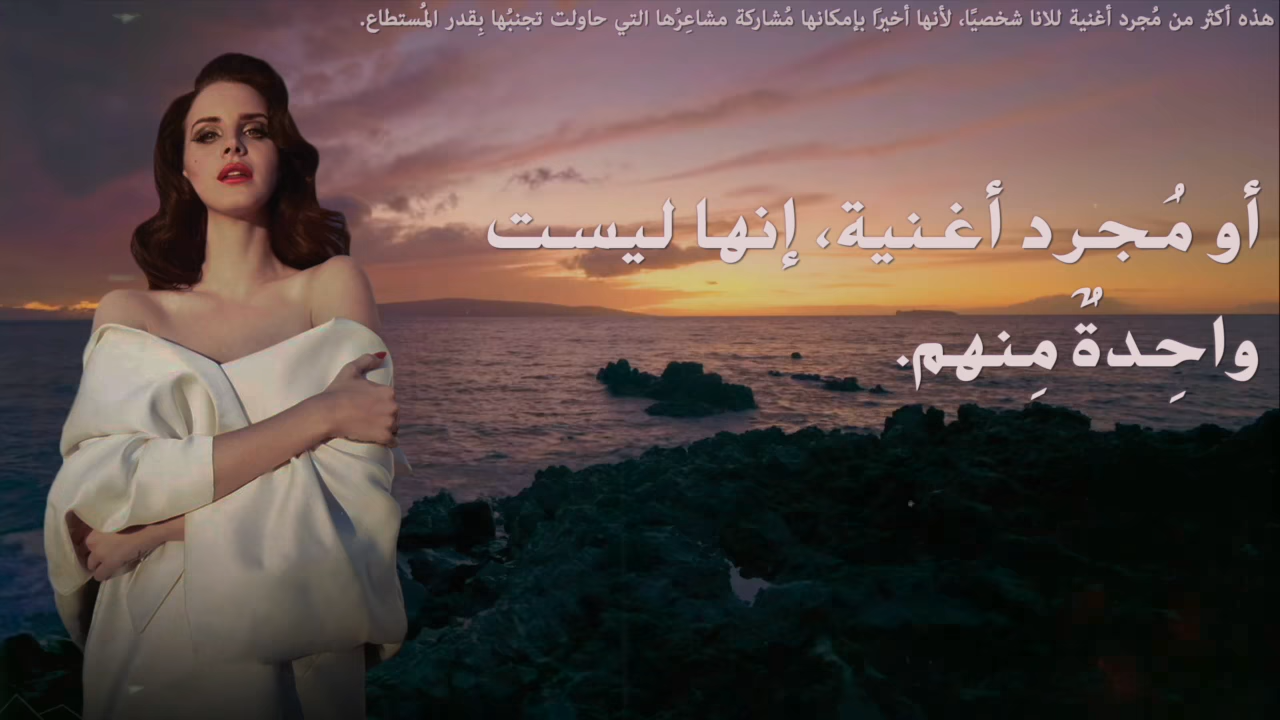 هذه أكثر من مُجرد أغنية للانا شخصيًا، لأنها أخيرًا بإمكانها مُشاركة مشاعِرُها التي حاولت تجنبُها بِقدر المُستطاع.
أو مُجرد أغنية، إنها ليست
واحِدةٌ مِنهم.